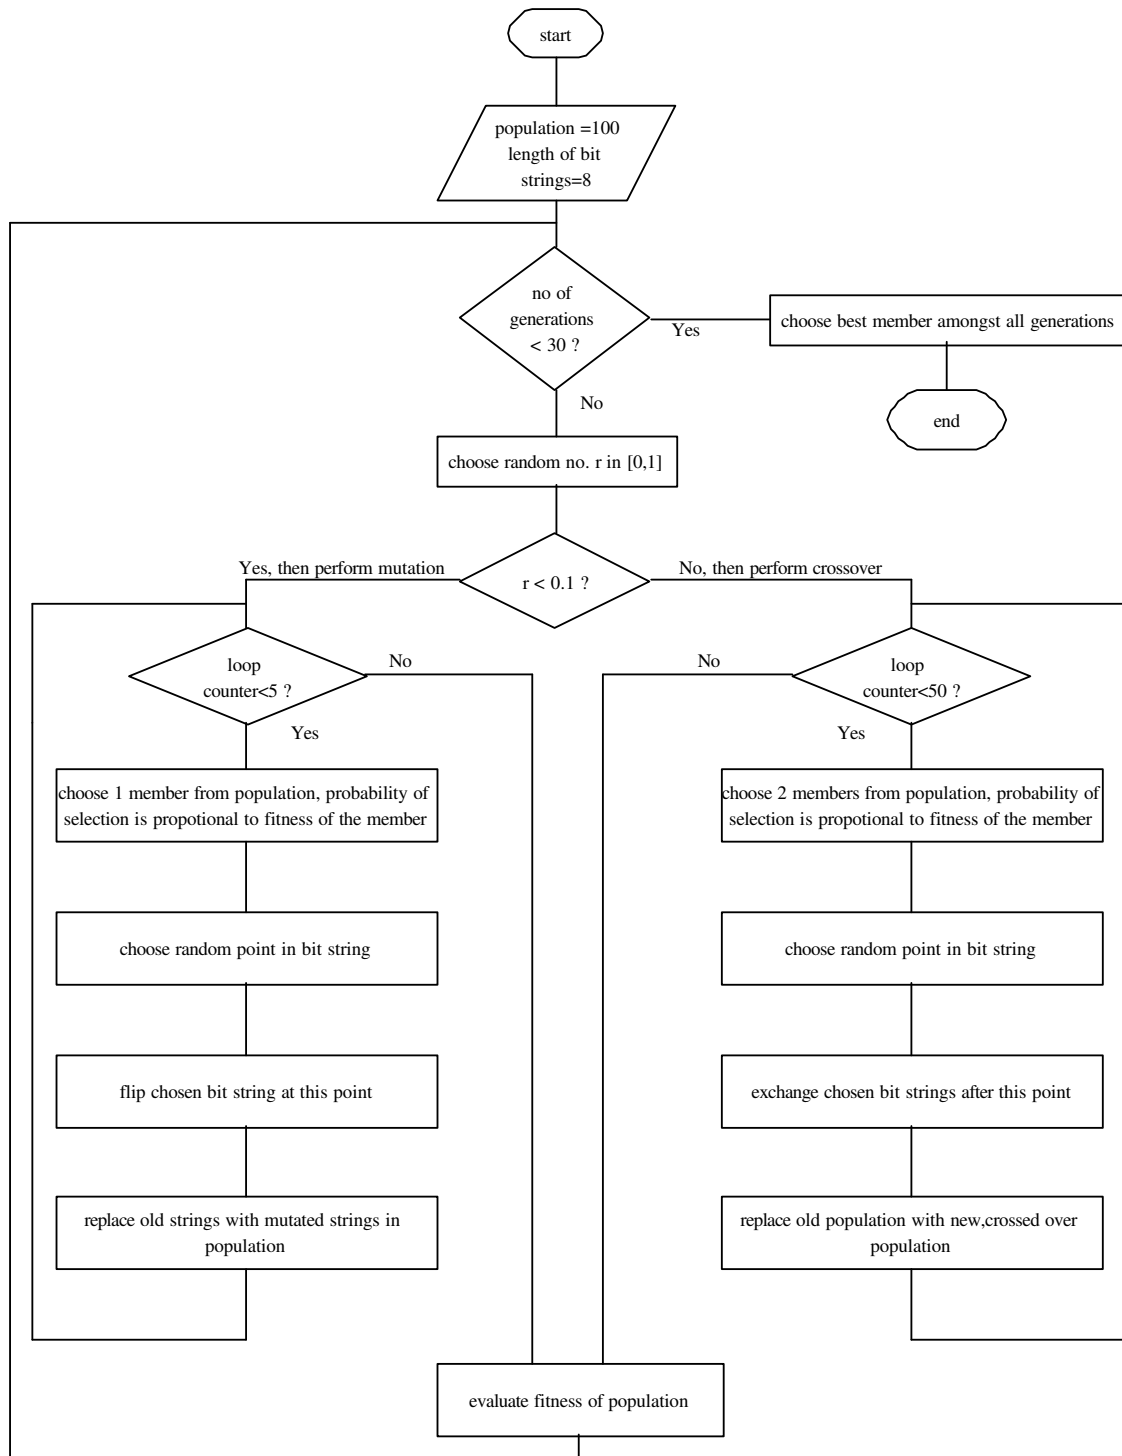 start
population =100
length of bit
strings=8
no of
generations
< 30 ?
Yes
choose best member amongst all generations
No
end
choose random no. r in [0,1]
Yes, then perform mutation
r < 0.1 ?
No, then perform crossover
loop
counter<5 ?
No
Yes
No
loop
counter<50 ?
Yes
choose 1 member from population, probability of
selection is propotional to fitness of the member
choose 2 members from population, probability of
selection is propotional to fitness of the member
choose random point in bit string
choose random point in bit string
flip chosen bit string at this point
exchange chosen bit strings after this point
replace old strings with mutated strings in
population
replace old population with new,crossed over
population
evaluate fitness of population